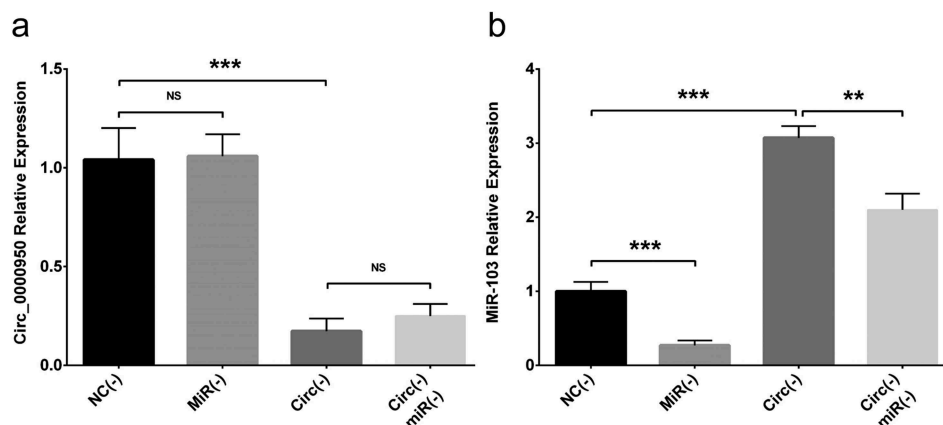 a
Circ_0000950 Relative Expression
1.5
1.0
0.5
0.0
***
NS
NS
NC(-)
MiR(-)
Circ(-)
Circ(-)
miR(-)
b
MiR-103 Relative Expression
4
3
2
1
0
***
**
***
NC(-)
MiR(-)
Circ(-)
Circ(-)
miR(-)